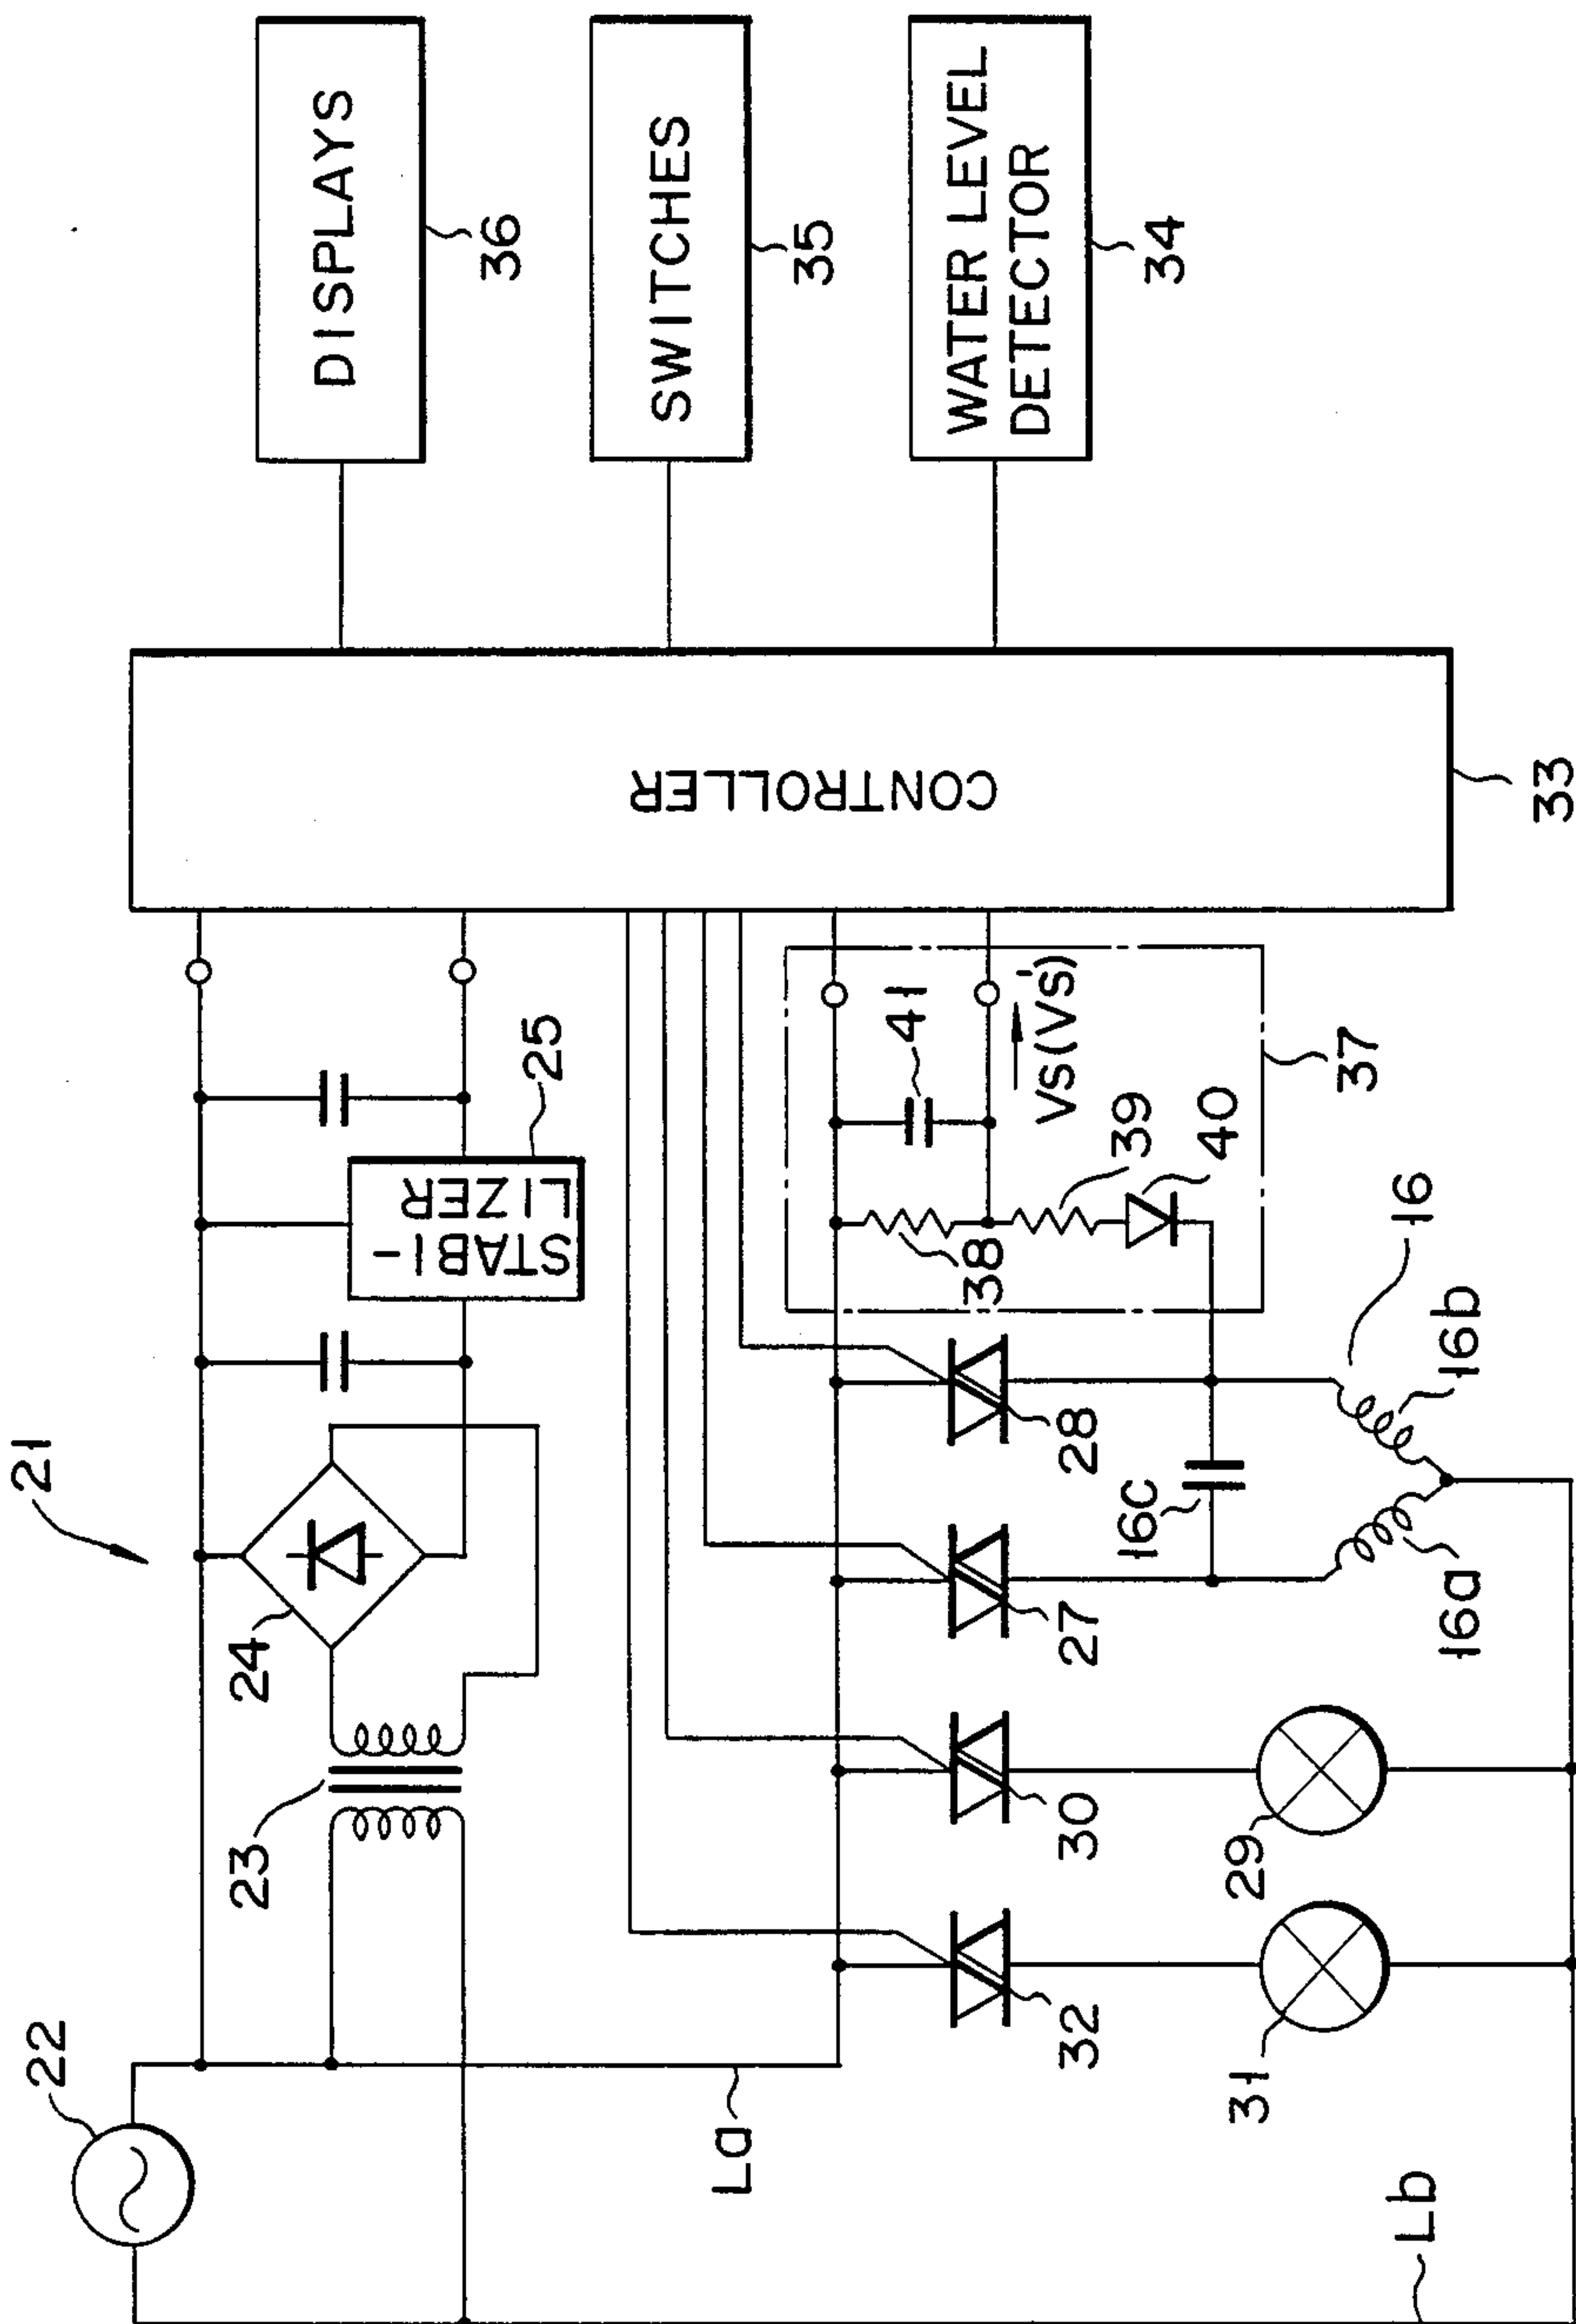 22
21
23
24
STABI-
LIZER
25
DISPLAYS
36
SWITCHES
35
WATER LEVEL
DETECTOR
34
CONTROLLER
33
La
Lb
32
30
27
28
31
29
16C
16a
16b
16
38
39
40
41
VS(VS')
37